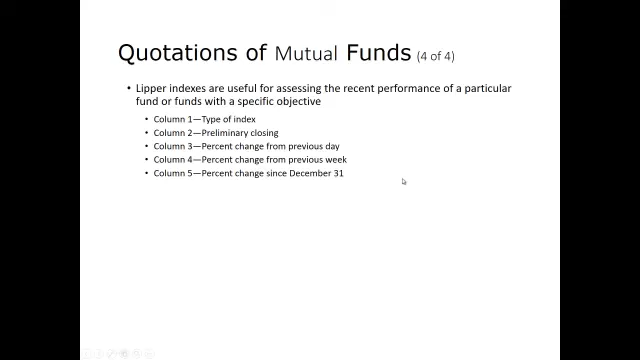 Quotations of Mutual Funds (4 of 4)
• Lipper indexes are useful for assessing the recent performance of a particular
fund or funds with a specific objective
• Column 1—Type of index
• Column 2—Preliminary closing
• Column 3—Percent change from previous day
• Column 4—Percent change from previous week
• Column 5—Percent change since December 31